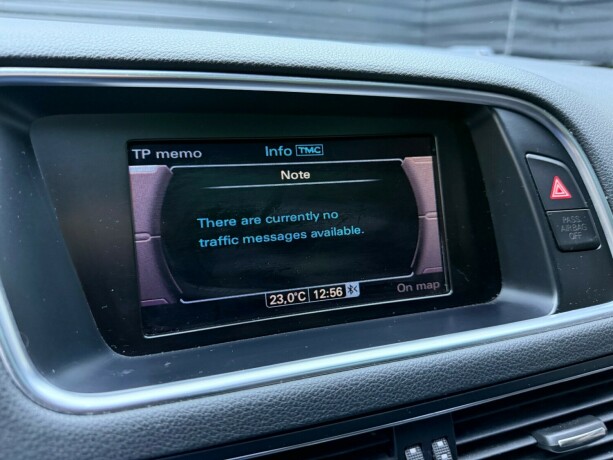 TP memo Info TMC
Note
There are currently no
traffic messages available.
23,0°C 12:56
On map
PASS
AIRBAG
OFF